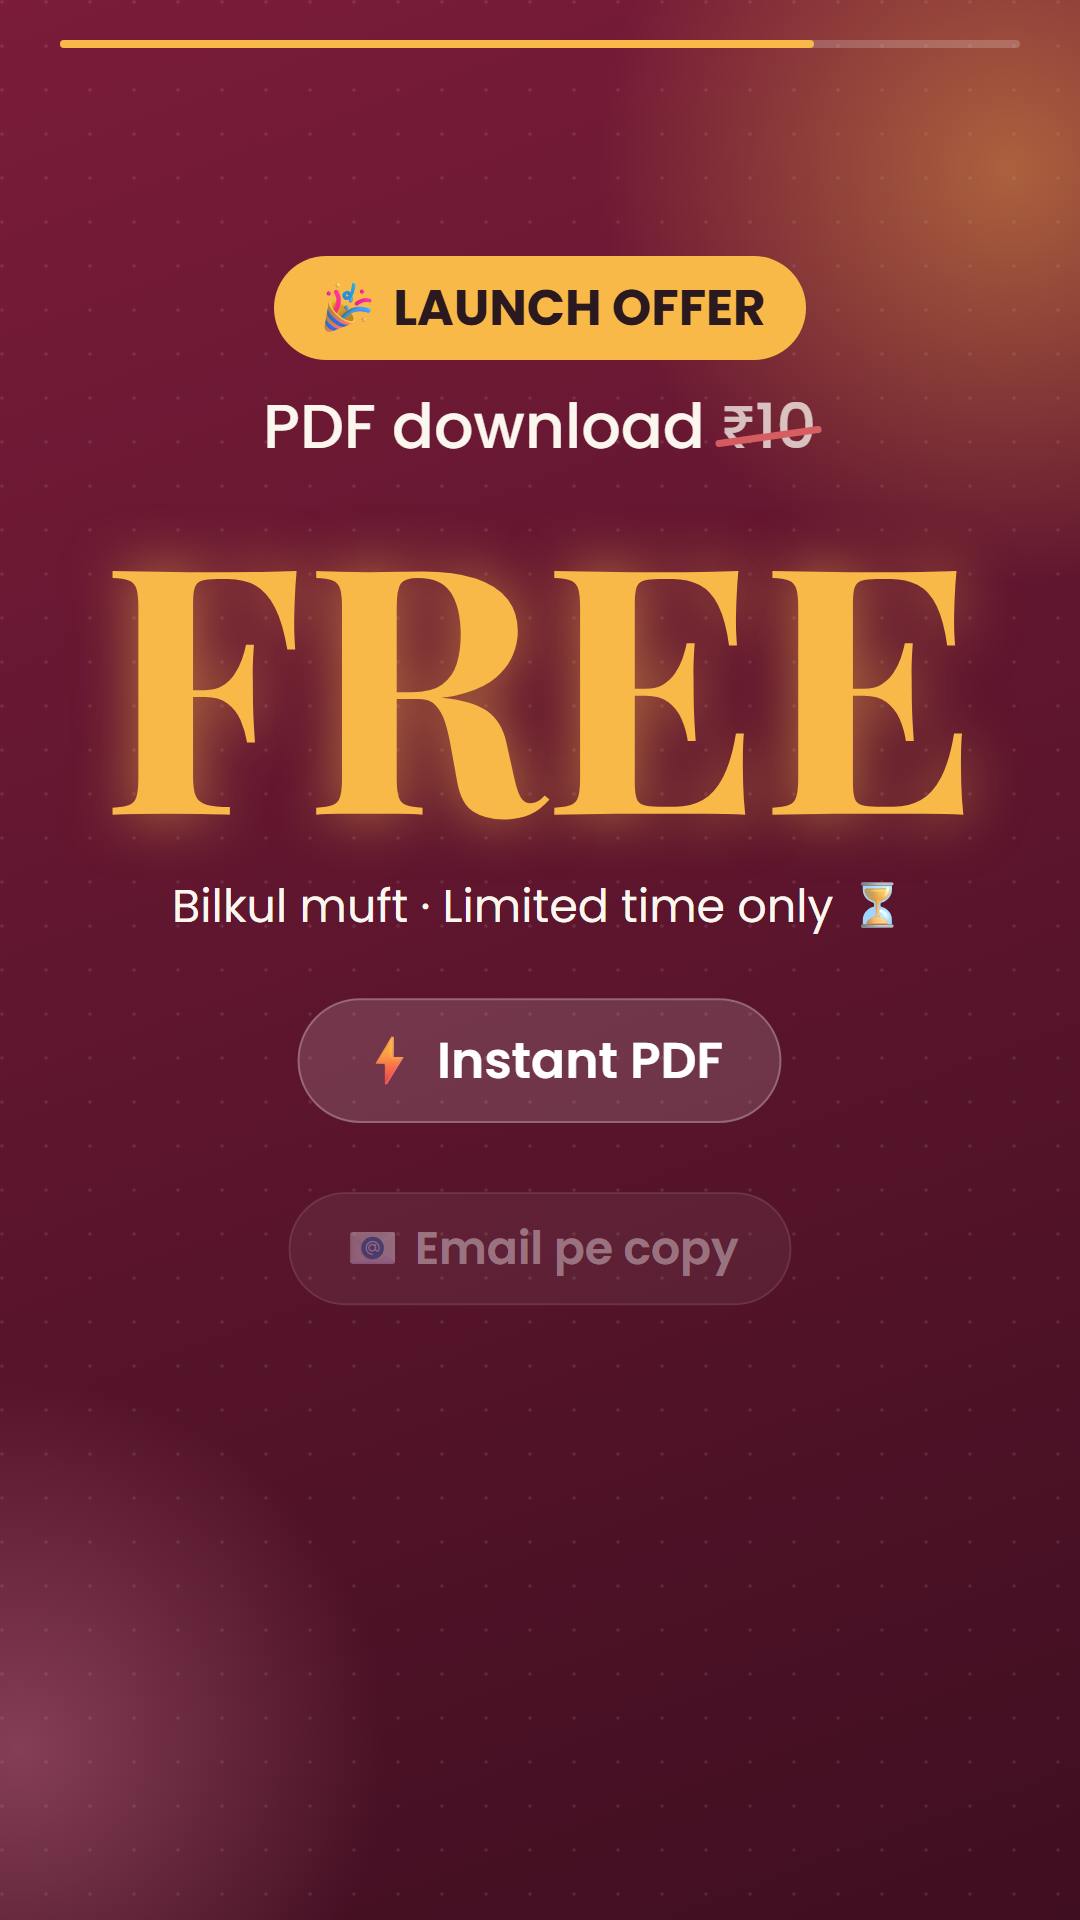 🎉 LAUNCH OFFER
PDF download ₹10
FREE
Bilkul muft · Limited time only ⏳
⚡ Instant PDF
📧 Email pe copy